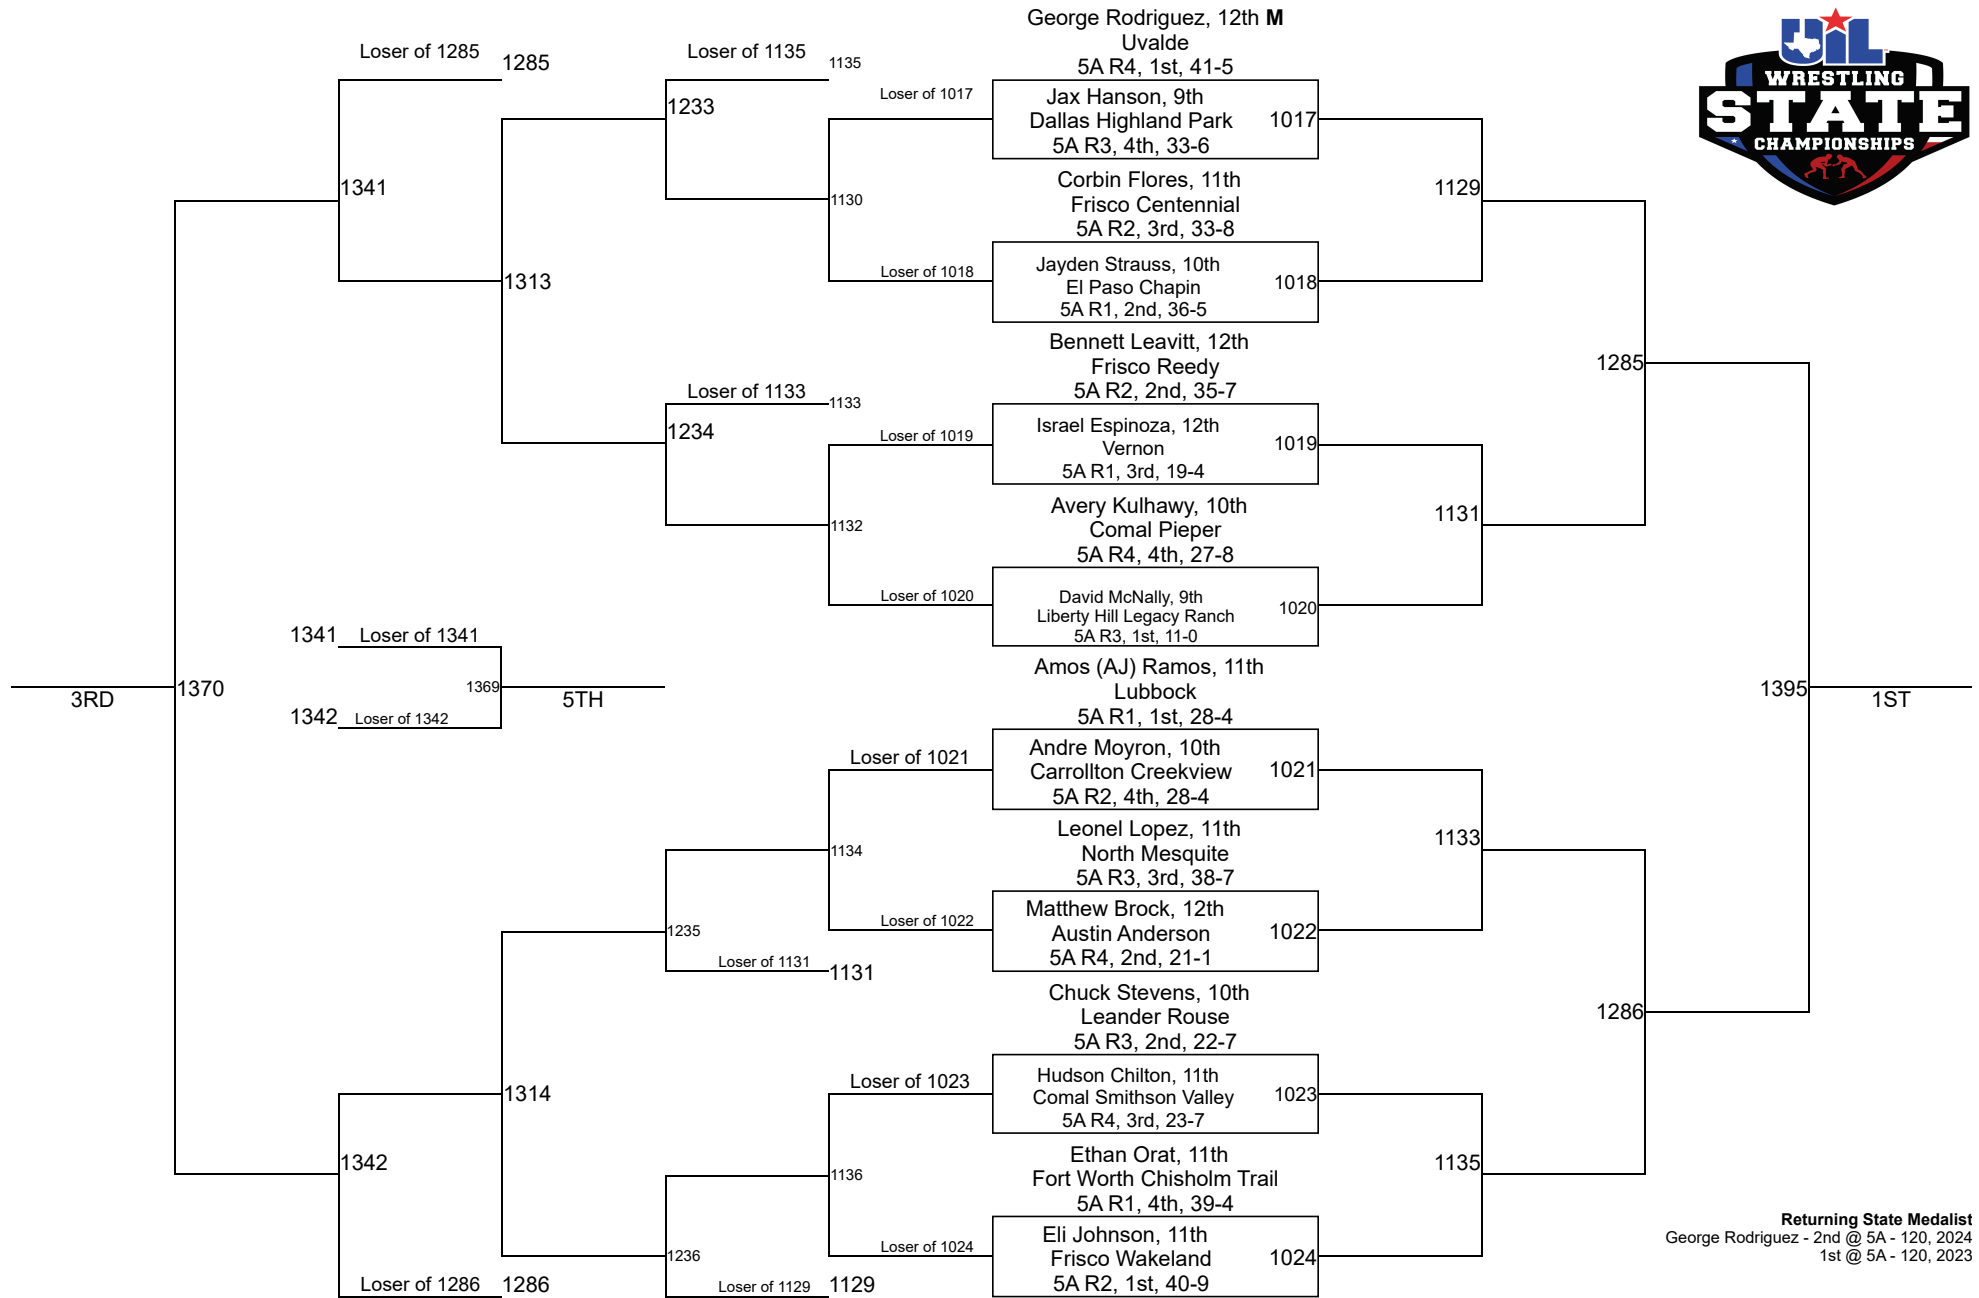 George Rodriguez, 12th M
Uvalde
5A R4, 1st, 41-5
Jax Hanson, 9th
Dallas Highland Park
5A R3, 4th, 33-6
1017
Corbin Flores, 11th
Frisco Centennial
5A R2, 3rd, 33-8
Jayden Strauss, 10th
El Paso Chapin
5A R1, 2nd, 36-5
1018
Bennett Leavitt, 12th
Frisco Reedy
5A R2, 2nd, 35-7
Israel Espinoza, 12th
Vernon
5A R1, 3rd, 19-4
1019
Avery Kulhawy, 10th
Comal Pieper
5A R4, 4th, 27-8
David McNally, 9th
Liberty Hill Legacy Ranch
5A R3, 1st, 11-0
1020
Amos (AJ) Ramos, 11th
Lubbock
5A R1, 1st, 28-4
Andre Moyron, 10th
Carrollton Creekview
5A R2, 4th, 28-4
1021
Leonel Lopez, 11th
North Mesquite
5A R3, 3rd, 38-7
Matthew Brock, 12th
Austin Anderson
5A R4, 2nd, 21-1
1022
Chuck Stevens, 10th
Leander Rouse
5A R3, 2nd, 22-7
Hudson Chilton, 11th
Comal Smithson Valley
5A R4, 3rd, 23-7
1023
Ethan Orat, 11th
Fort Worth Chisholm Trail
5A R1, 4th, 39-4
Eli Johnson, 11th
Frisco Wakeland
5A R2, 1st, 40-9
1024
1129
1131
1133
1135
1285
1286
1395
1ST
Loser of 1017
Loser of 1018
Loser of 1019
Loser of 1020
Loser of 1021
Loser of 1022
Loser of 1023
Loser of 1024
1130
1132
1134
1136
Loser of 1135
1135
Loser of 1133
1133
Loser of 1131
1131
Loser of 1129
1129
1233
1234
1235
1236
1313
1314
Loser of 1285
1285
Loser of 1286
1286
1341
1342
1370
3RD
1341
Loser of 1341
1342
Loser of 1342
1369
5TH
UIL
WRESTLING
STATE
CHAMPIONSHIPS
Returning State Medalist
George Rodriguez - 2nd @ 5A - 120, 2024
1st @ 5A - 120, 2023